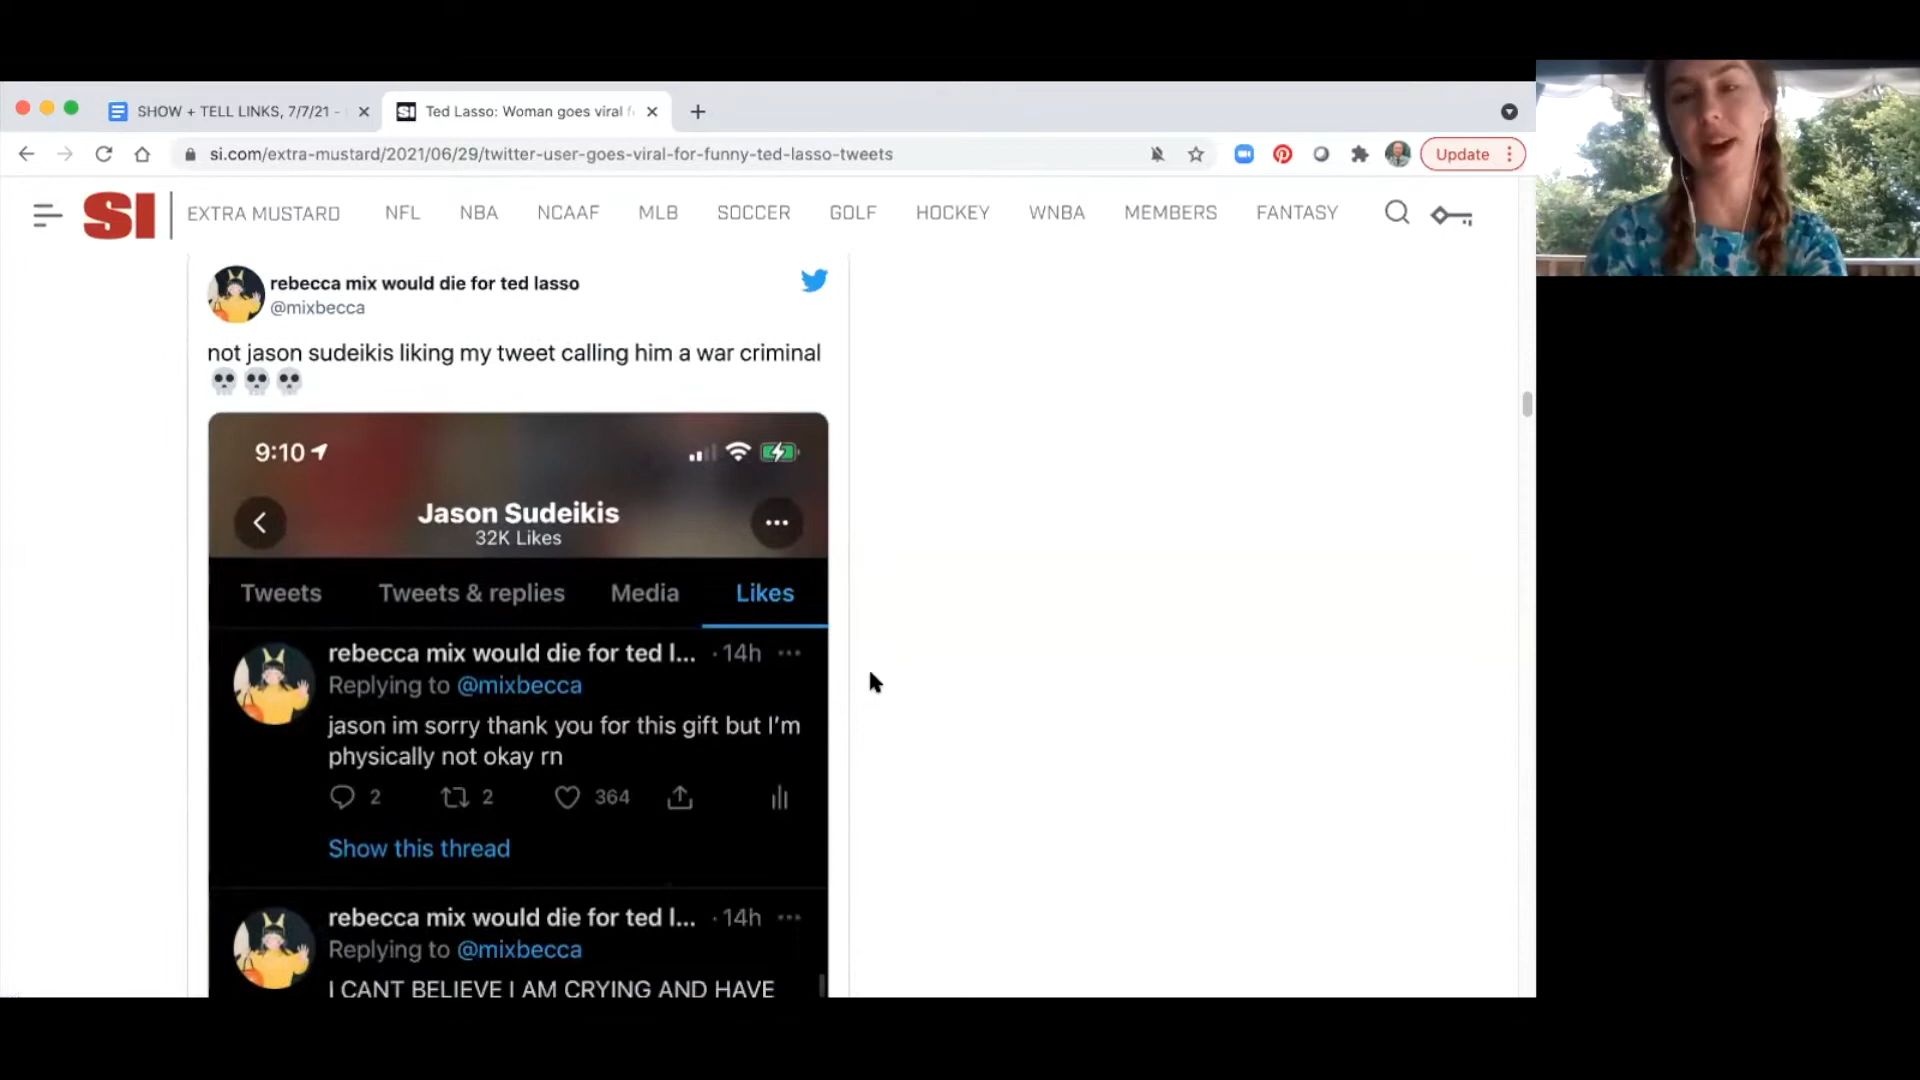 SHOW + TELL LINKS, 7/7/21 -
SI Ted Lasso: Woman goes viral f
si.com/extra-mustard/2021/06/29/twitter-user-goes-viral-for-funny-ted-lasso-tweets
Update
SI EXTRA MUSTARD NFL NBA NCAAF MLB SOCCER GOLF HOCKEY WNBA MEMBERS FANTASY
rebecca mix would die for ted lasso
@mixbecca
not jason sudeikis liking my tweet calling him a war criminal
💀💀💀
9:10
Jason Sudeikis
32K Likes
Tweets Tweets & replies Media Likes
rebecca mix would die for ted l... · 14h
Replying to @mixbecca
jason im sorry thank you for this gift but I'm
physically not okay rn
2 2 364
Show this thread
rebecca mix would die for ted l... · 14h
Replying to @mixbecca
I CANT BELIEVE I AM CRYING AND HAVE